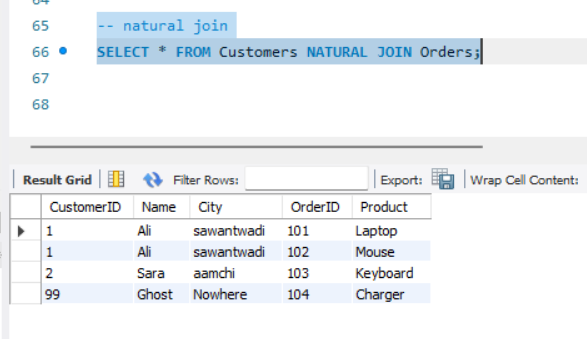 64
65 -- natural join
66 SELECT * FROM Customers NATURAL JOIN Orders;
67
68
Result Grid Filter Rows: Export: Wrap Cell Content:
CustomerID Name City OrderID Product
1 Ali sawantwadi 101 Laptop
1 Ali sawantwadi 102 Mouse
2 Sara aamchi 103 Keyboard
99 Ghost Nowhere 104 Charger